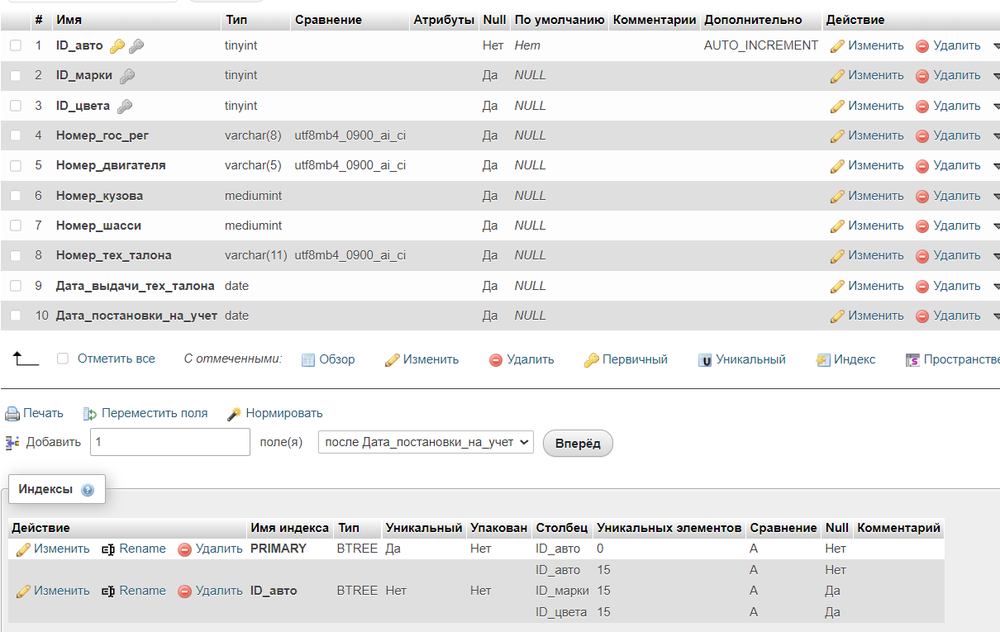 # Имя Тип Сравнение Атрибуты Null По умолчанию Комментарии Дополнительно Действие
1 ID_авто tinyint Нет Нет AUTO_INCREMENT Изменить Удалить
2 ID_марки tinyint Да NULL Изменить Удалить
3 ID_цвета tinyint Да NULL Изменить Удалить
4 Номер_гос_рег varchar(8) utf8mb4_0900_ai_ci Да NULL Изменить Удалить
5 Номер_двигателя varchar(5) utf8mb4_0900_ai_ci Да NULL Изменить Удалить
6 Номер_кузова mediumint Да NULL Изменить Удалить
7 Номер_шасси mediumint Да NULL Изменить Удалить
8 Номер_тех_талона varchar(11) utf8mb4_0900_ai_ci Да NULL Изменить Удалить
9 Дата_выдачи_тех_талона date Да NULL Изменить Удалить
10 Дата_постановки_на_учет date Да NULL Изменить Удалить
Отметить все С отмеченными: Обзор Изменить Удалить Первичный U Уникальный Индекс S Пространстве
Печать Переместить поля Нормировать
Добавить 1 поле(я) после Дата_постановки_на_учет Вперёд
Индексы
Действие Имя индекса Тип Уникальный Упакован Столбец Уникальных элементов Сравнение Null Комментарий
Изменить Rename Удалить PRIMARY BTREE Да Нет ID_авто 0 A Нет
ID_авто 15 A Нет
Изменить Rename Удалить ID_авто BTREE Нет Нет ID_марки 15 A Да
ID_цвета 15 A Да